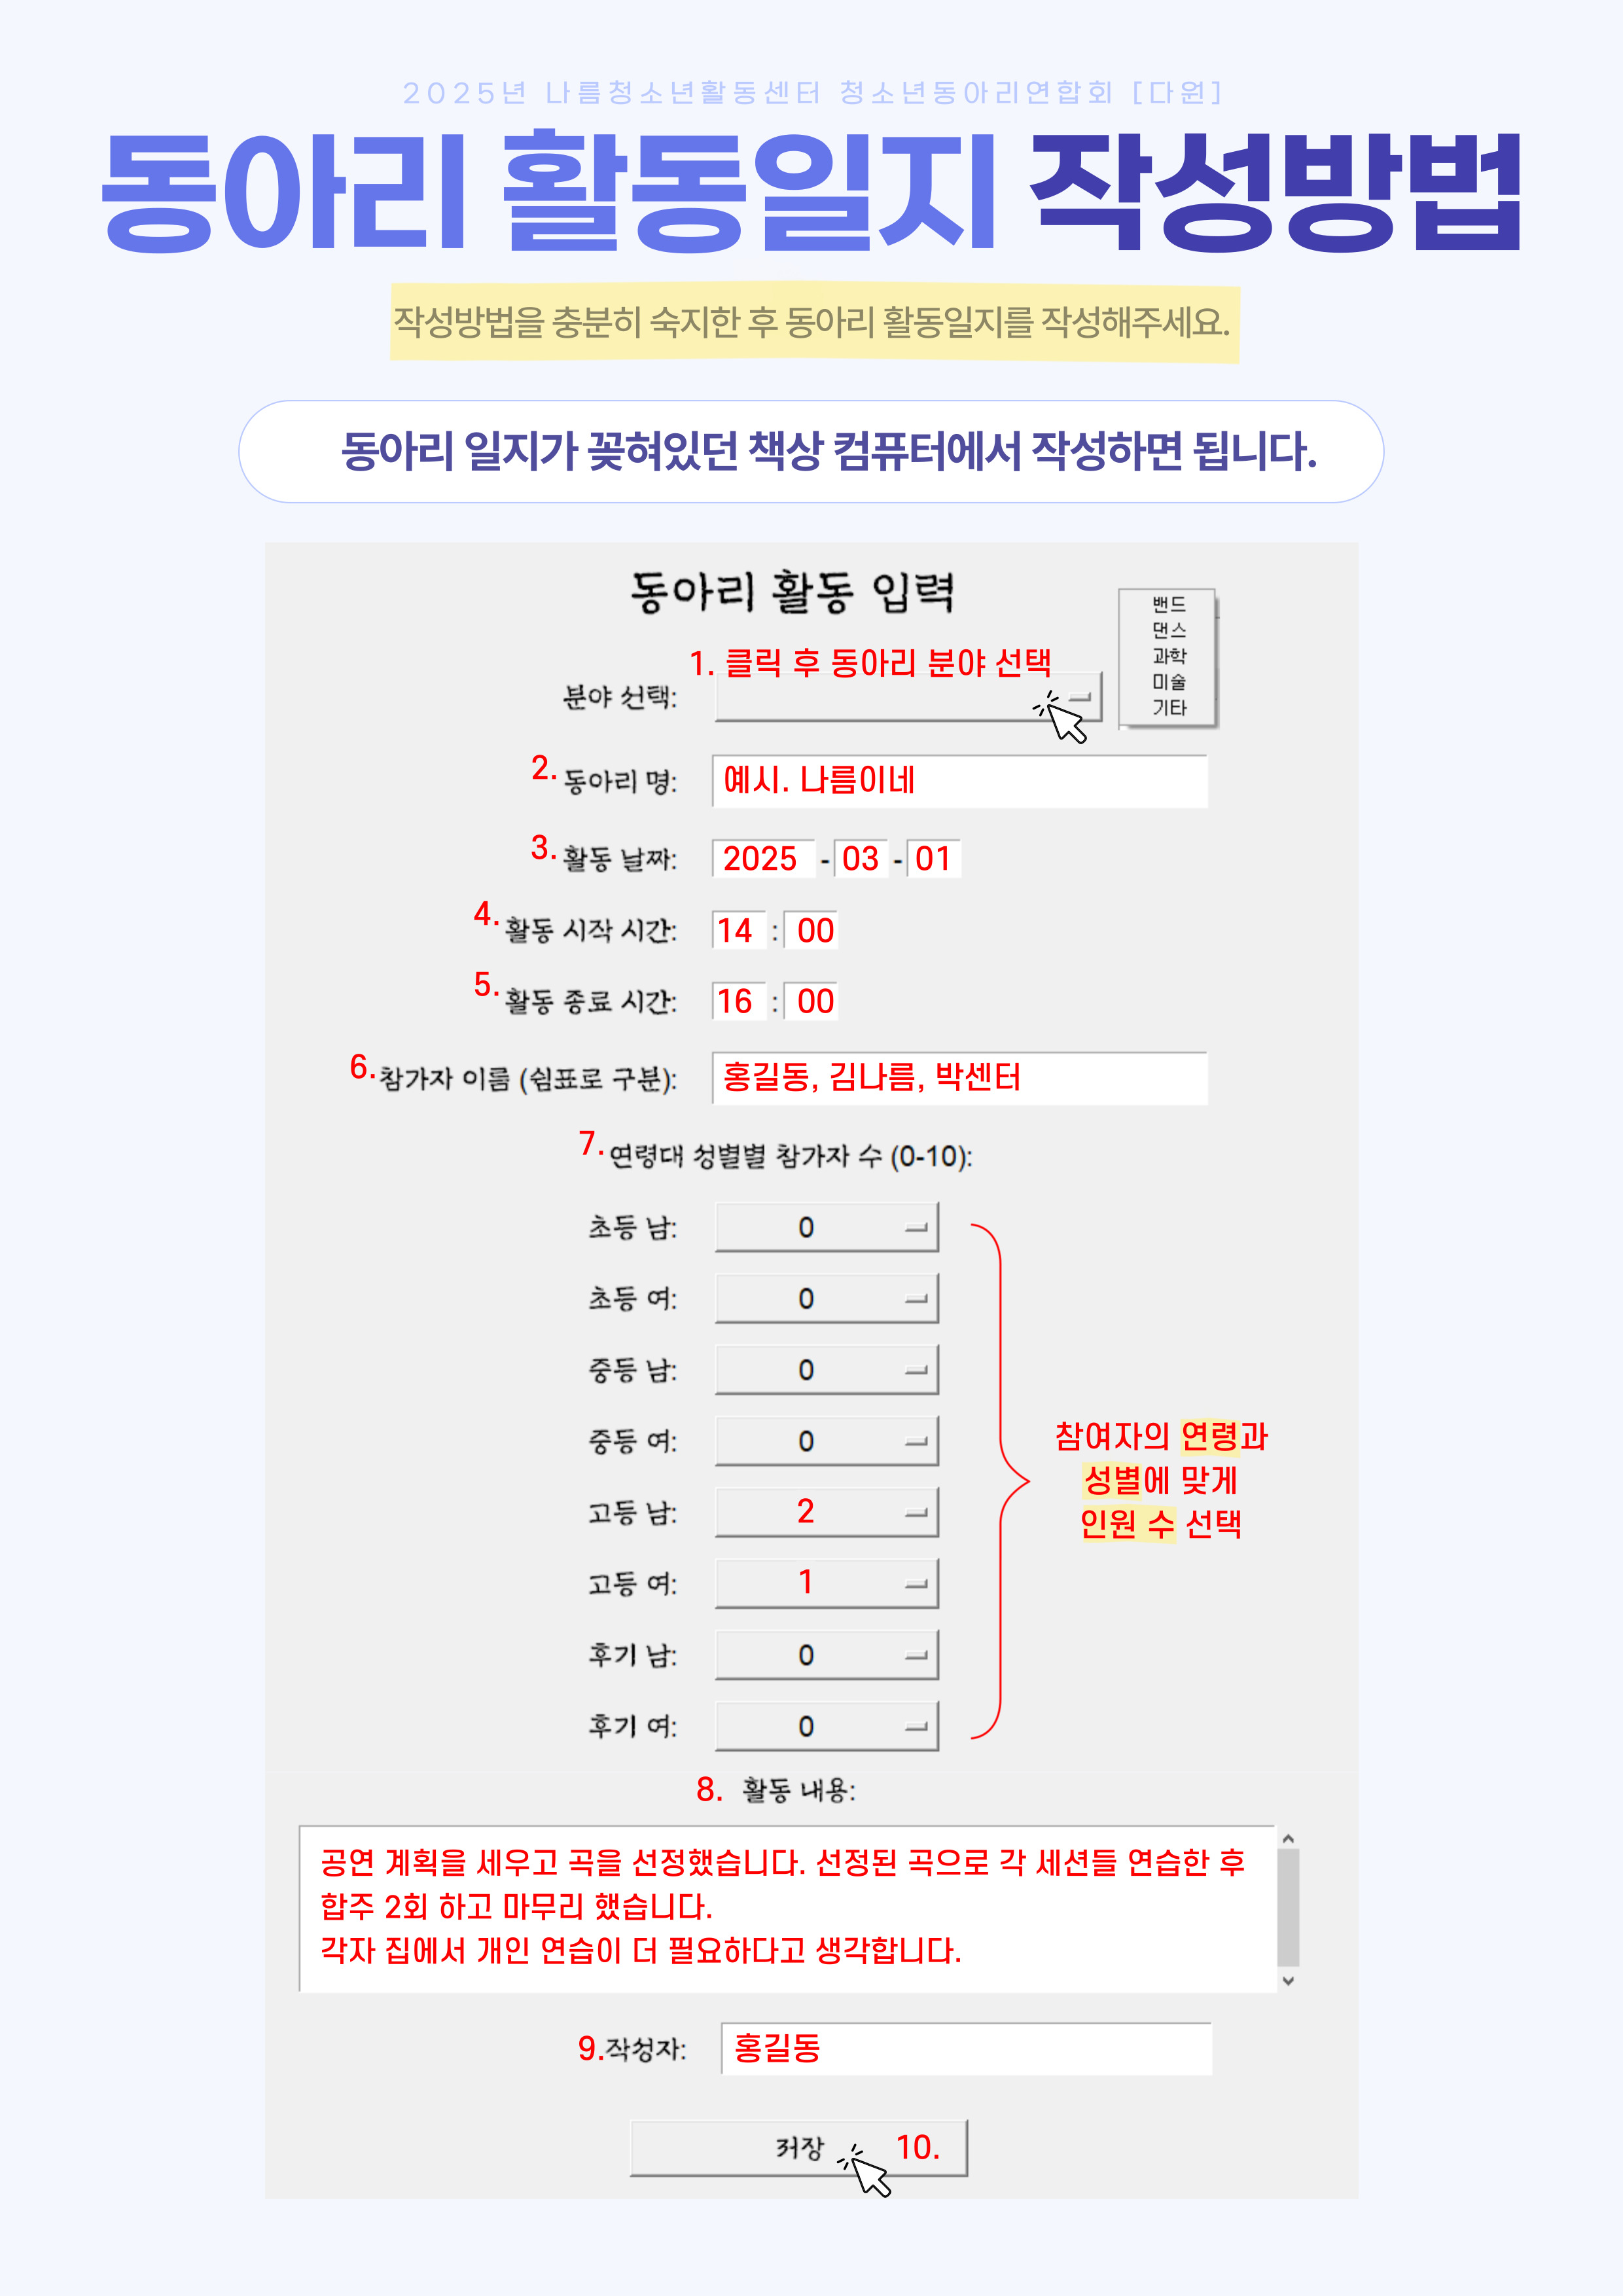 2025년 나름청소년활동센터 청소년동아리연합회 [다원]
동아리 활동일지 작성방법
작성방법을 충분히 숙지한 후 동아리 활동일지를 작성해주세요.
동아리 일지가 꽂혀있던 책상 컴퓨터에서 작성하면 됩니다.
동아리 활동 입력
밴드
댄스
과학
미술
기타
1. 클릭 후 동아리 분야 선택
분야 선택:
2. 동아리 명: 예시. 나름이네
3. 활동 날짜: 2025 - 03 - 01
4. 활동 시작 시간: 14 : 00
5. 활동 종료 시간: 16 : 00
6. 참가자 이름 (쉼표로 구분): 홍길동, 김나름, 박센터
7. 연령대 성별별 참가자 수 (0-10):
초등 남: 0
초등 여: 0
중등 남: 0
중등 여: 0
고등 남: 2
고등 여: 1
후기 남: 0
후기 여: 0
참여자의 연령과
성별에 맞게
인원 수 선택
8. 활동 내용:
공연 계획을 세우고 곡을 선정했습니다. 선정된 곡으로 각 세션들 연습한 후
합주 2회 하고 마무리 했습니다.
각자 집에서 개인 연습이 더 필요하다고 생각합니다.
9. 작성자: 홍길동
저장 10.